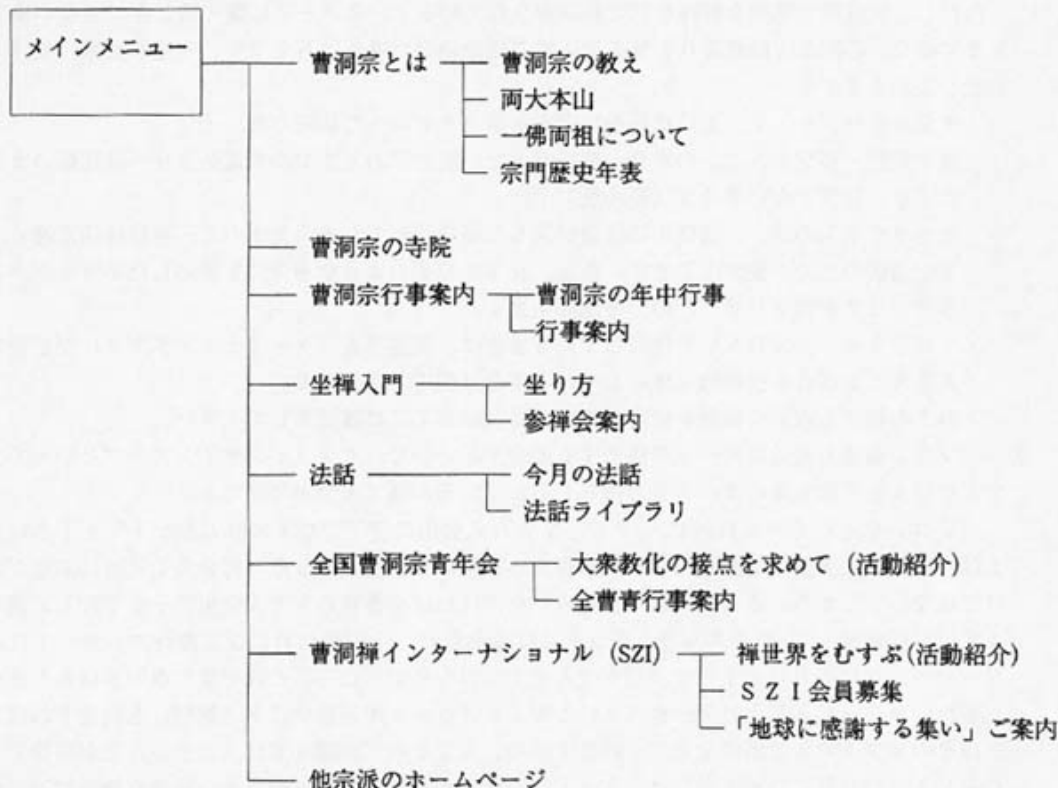 メインメニュー
曹洞宗とは 曹洞宗の教え
両大本山
一佛両祖について
宗門歴史年表
曹洞宗の寺院
曹洞宗行事案内 曹洞宗の年中行事
行事案内
坐禅入門 坐り方
参禅会案内
法話 今月の法話
法話ライブラリ
全国曹洞宗青年会 大衆教化の接点を求めて（活動紹介）
全曹青行事案内
曹洞禅インターナショナル（SZI） 禅世界をむすぶ(活動紹介)
ＳＺＩ会員募集
「地球に感謝する集い」ご案内
他宗派のホームページ